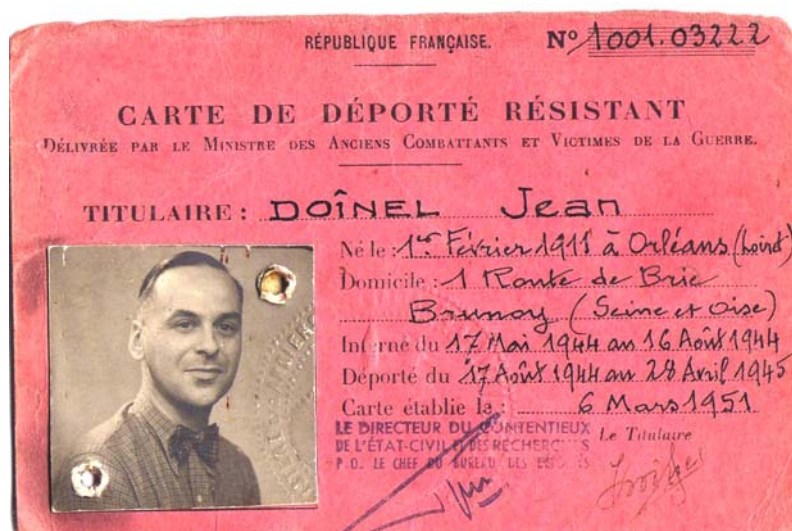 RÉPUBLIQUE FRANÇAISE. Nº 1001.03222
CARTE DE DÉPORTÉ RÉSISTANT
DÉLIVRÉE PAR LE MINISTRE DES ANCIENS COMBATTANTS ET VICTIMES DE LA GUERRE.
TITULAIRE : DOÎNEL Jean
Né le : 1er Février 1911 à Orléans (Loiret)
Domicile : 1 Route de Brie
Brunoy (Seine et Oise)
Interné du 17 Mai 1944 au 16 Août 1944
Déporté du 17 Août 1944 au 28 Avril 1945
Carte établie le : 6 Mars 1951
LE DIRECTEUR DU CONTENTIEUX
DE L'ÉTAT-CIVIL ET DES RECHERCHES Le Titulaire
P.O. LE CHEF DU BUREAU DES